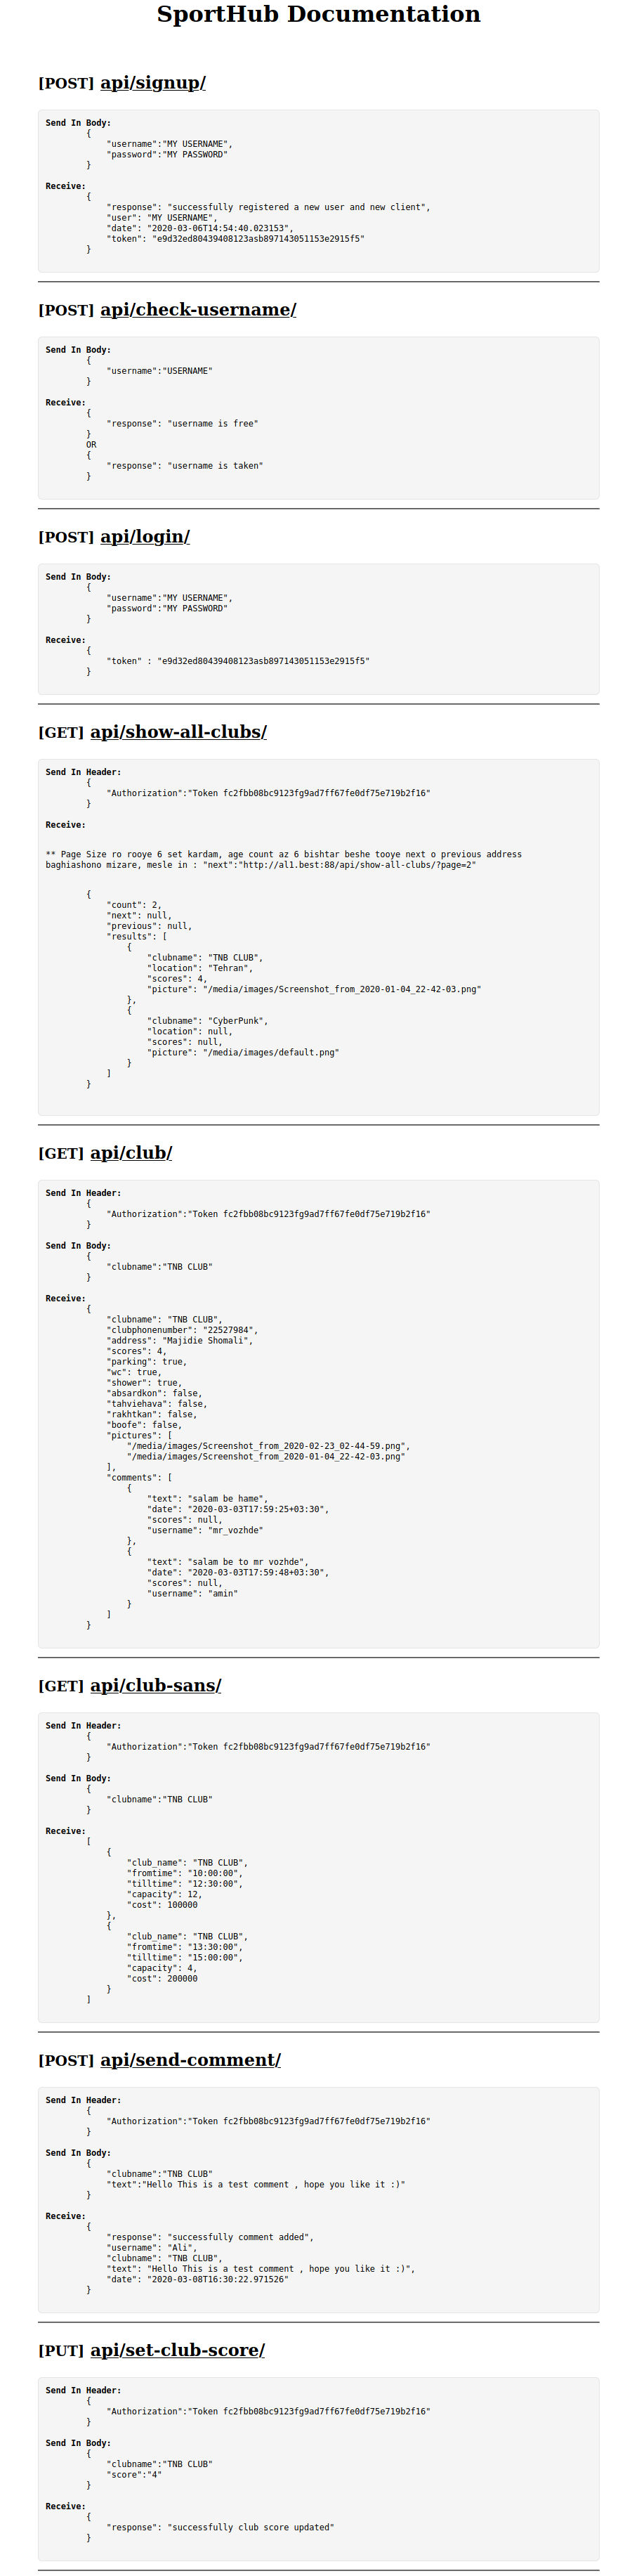 SportHub Documentation
[POST] api/signup/
Send In Body:
{
"username":"MY USERNAME",
"password":"MY PASSWORD"
}
Receive:
{
"response": "successfully registered a new user and new client",
"user": "MY USERNAME",
"date": "2020-03-06T14:54:40.023153",
"token": "e9d32ed80439408123asb897143051153e2915f5"
}
[POST] api/check-username/
Send In Body:
{
"username":"USERNAME"
}
Receive:
{
"response": "username is free"
}
OR
{
"response": "username is taken"
}
[POST] api/login/
Send In Body:
{
"username":"MY USERNAME",
"password":"MY PASSWORD"
}
Receive:
{
"token" : "e9d32ed80439408123asb897143051153e2915f5"
}
[GET] api/show-all-clubs/
Send In Header:
{
"Authorization":"Token fc2fbb08bc9123fg9ad7ff67fe0df75e719b2f16"
}
Receive:
** Page Size ro rooye 6 set kardam, age count az 6 bishtar beshe tooye next o previous address
baghiashono mizare, mesle in : "next":"http://al1.best:88/api/show-all-clubs/?page=2"
{
"count": 2,
"next": null,
"previous": null,
"results": [
{
"clubname": "TNB CLUB",
"location": "Tehran",
"scores": 4,
"picture": "/media/images/Screenshot_from_2020-01-04_22-42-03.png"
},
{
"clubname": "CyberPunk",
"location": null,
"scores": null,
"picture": "/media/images/default.png"
}
]
}
[GET] api/club/
Send In Header:
{
"Authorization":"Token fc2fbb08bc9123fg9ad7ff67fe0df75e719b2f16"
}
Send In Body:
{
"clubname":"TNB CLUB"
}
Receive:
{
"clubname": "TNB CLUB",
"clubphonenumber": "22527984",
"address": "Majidie Shomali",
"scores": 4,
"parking": true,
"wc": true,
"shower": true,
"absardkon": false,
"tahviehava": false,
"rakhtkan": false,
"boofe": false,
"pictures": [
"/media/images/Screenshot_from_2020-02-23_02-44-59.png",
"/media/images/Screenshot_from_2020-01-04_22-42-03.png"
],
"comments": [
{
"text": "salam be hame",
"date": "2020-03-03T17:59:25+03:30",
"scores": null,
"username": "mr_vozhde"
},
{
"text": "salam be to mr vozhde",
"date": "2020-03-03T17:59:48+03:30",
"scores": null,
"username": "amin"
}
]
}
[GET] api/club-sans/
Send In Header:
{
"Authorization":"Token fc2fbb08bc9123fg9ad7ff67fe0df75e719b2f16"
}
Send In Body:
{
"clubname":"TNB CLUB"
}
Receive:
[
{
"club_name": "TNB CLUB",
"fromtime": "10:00:00",
"tilltime": "12:30:00",
"capacity": 12,
"cost": 100000
},
{
"club_name": "TNB CLUB",
"fromtime": "13:30:00",
"tilltime": "15:00:00",
"capacity": 4,
"cost": 200000
}
]
[POST] api/send-comment/
Send In Header:
{
"Authorization":"Token fc2fbb08bc9123fg9ad7ff67fe0df75e719b2f16"
}
Send In Body:
{
"clubname":"TNB CLUB"
"text":"Hello This is a test comment , hope you like it :)"
}
Receive:
{
"response": "successfully comment added",
"username": "Ali",
"clubname": "TNB CLUB",
"text": "Hello This is a test comment , hope you like it :)",
"date": "2020-03-08T16:30:22.971526"
}
[PUT] api/set-club-score/
Send In Header:
{
"Authorization":"Token fc2fbb08bc9123fg9ad7ff67fe0df75e719b2f16"
}
Send In Body:
{
"clubname":"TNB CLUB"
"score":"4"
}
Receive:
{
"response": "successfully club score updated"
}